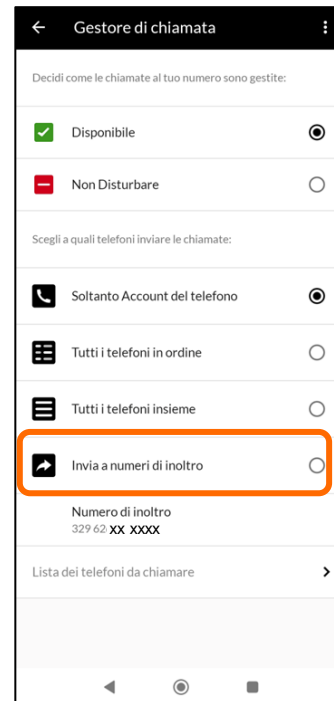 Gestore di chiamata
Decidi come le chiamate al tuo numero sono gestite:
Disponibile
Non Disturbare
Scegli a quali telefoni inviare le chiamate:
Soltanto Account del telefono
Tutti i telefoni in ordine
Tutti i telefoni insieme
Invia a numeri di inoltro
Numero di inoltro
329 62 XX XXXX
Lista dei telefoni da chiamare